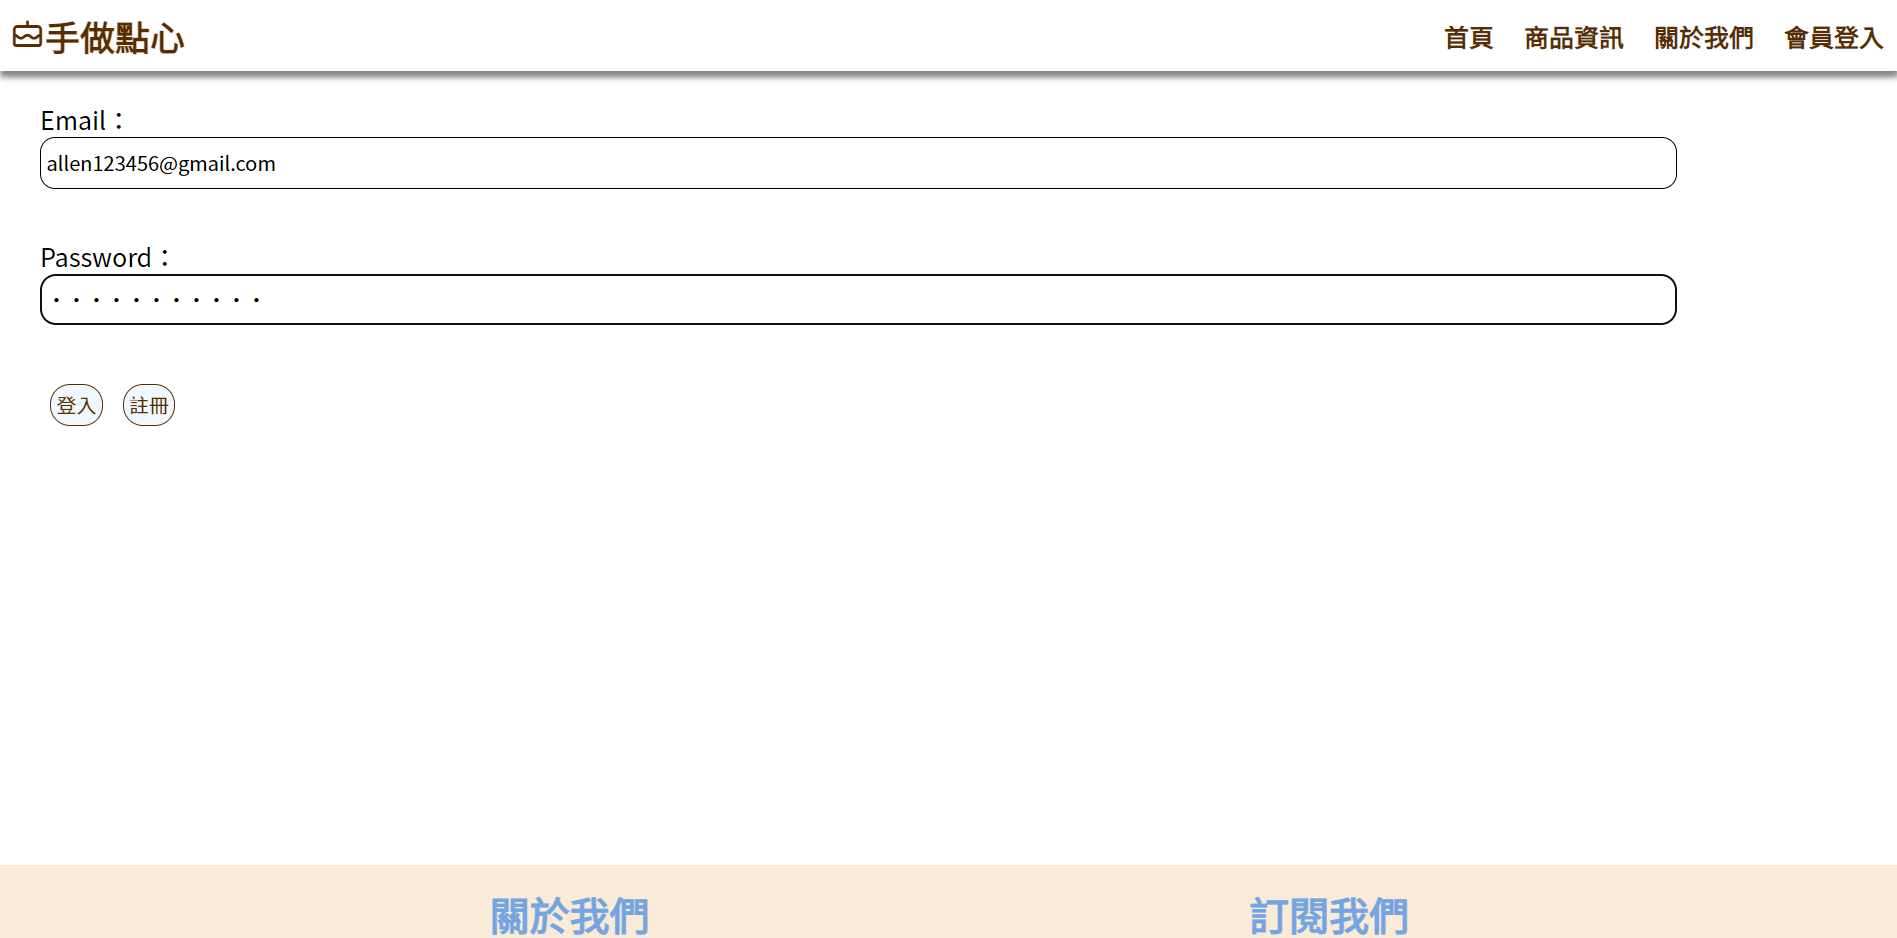 手做點心
首頁 商品資訊 關於我們 會員登入
Email：
allen123456@gmail.com
Password：
・・・・・・・・・・・
登入 註冊
關於我們 訂閱我們